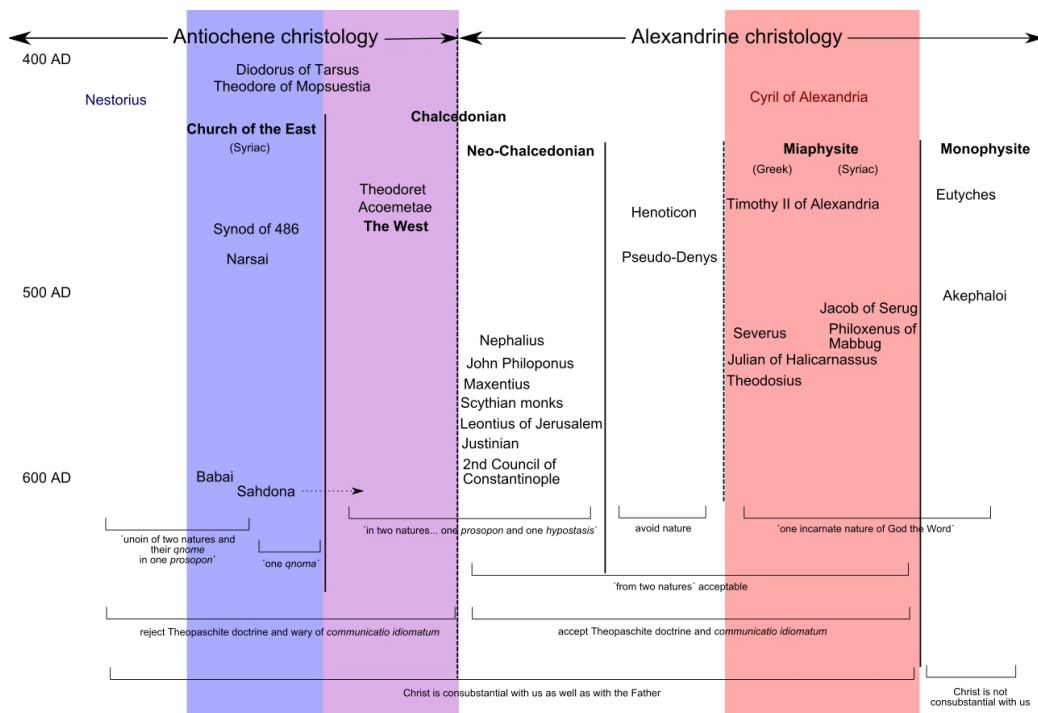 Antiochene christology
Alexandrine christology
400 AD
Diodorus of Tarsus
Theodore of Mopsuestia
Nestorius
Cyril of Alexandria
Chalcedonian
Church of the East
(Syriac)
Neo-Chalcedonian
Miaphysite
(Greek) (Syriac)
Monophysite
Theodoret
Acoemetae
The West
Henoticon
Timothy II of Alexandria
Eutyches
Synod of 486
Narsai
Pseudo-Denys
500 AD
Akephaloi
Jacob of Serug
Philoxenus of
Mabbug
Severus
Julian of Halicarnassus
Theodosius
Nephalius
John Philoponus
Maxentius
Scythian monks
Leontius of Jerusalem
Justinian
2nd Council of
Constantinople
600 AD
Babai
Sahdona
´unoin of two natures and
their qnome
in one prosopon´
´one qnoma´
´in two natures... one prosopon and one hypostasis´
avoid nature
´one incarnate nature of God the Word´
´from two natures´ acceptable
reject Theopaschite doctrine and wary of communicatio idiomatum
accept Theopaschite doctrine and communicatio idiomatum
Christ is consubstantial with us as well as with the Father
Christ is not
consubstantial with us